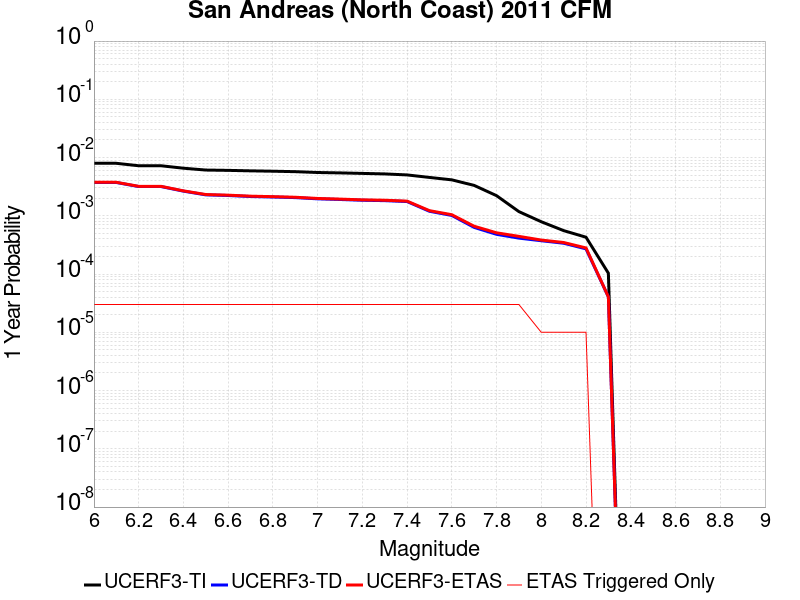 San Andreas (North Coast) 2011 CFM
1 Year Probability
10^0
10^-1
10^-2
10^-3
10^-4
10^-5
10^-6
10^-7
10^-8
6 6.2 6.4 6.6 6.8 7 7.2 7.4 7.6 7.8 8 8.2 8.4 8.6 8.8 9
Magnitude
UCERF3-TI UCERF3-TD UCERF3-ETAS ETAS Triggered Only